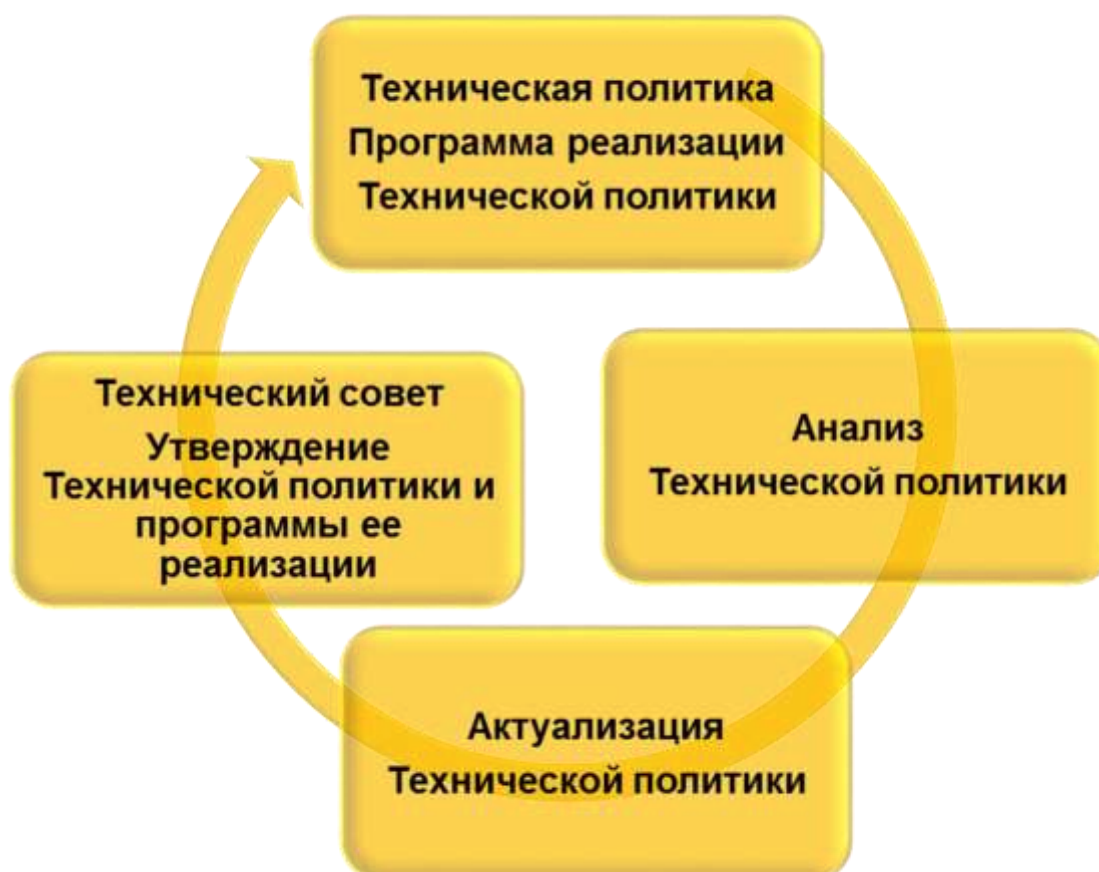 Техническая политика
Программа реализации
Технической политики
Анализ
Технической политики
Актуализация
Технической политики
Технический совет
Утверждение
Технической политики и
программы ее
реализации